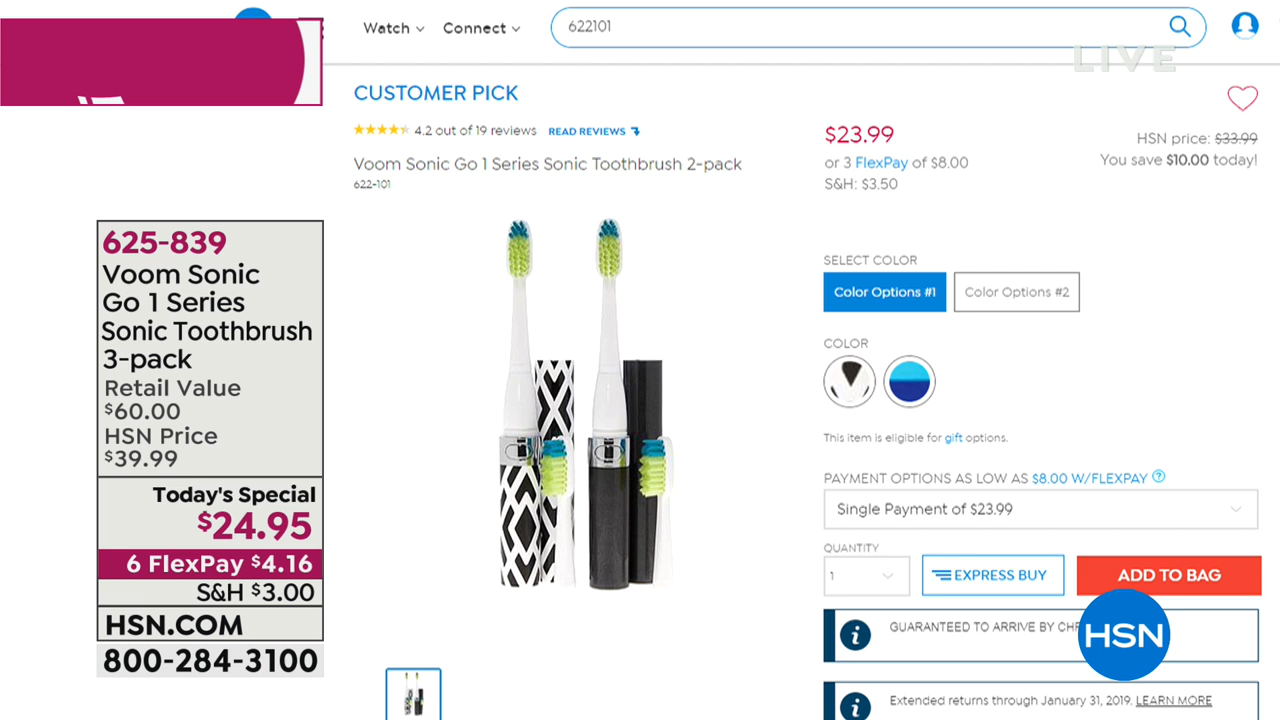 Watch
Connect
622101
LIVE
CUSTOMER PICK
4.2 out of 19 reviews
READ REVIEWS
Voom Sonic Go 1 Series Sonic Toothbrush 2-pack
622-101
$23.99
or 3 FlexPay of $8.00
S&H: $3.50
HSN price: $33.99
You save $10.00 today!
SELECT COLOR
Color Options #1
Color Options #2
COLOR
This item is eligible for gift options.
PAYMENT OPTIONS AS LOW AS $8.00 W/FLEXPAY ?
Single Payment of $23.99
QUANTITY
1
EXPRESS BUY
ADD TO BAG
i
GUARANTEED TO ARRIVE BY
HSN
i
Extended returns through January 31, 2019. LEARN MORE
625-839
Voom Sonic
Go 1 Series
Sonic Toothbrush
3-pack
Retail Value
$60.00
HSN Price
$39.99
Today's Special
$24.95
6 FlexPay $4.16
S&H $3.00
HSN.COM
800-284-3100